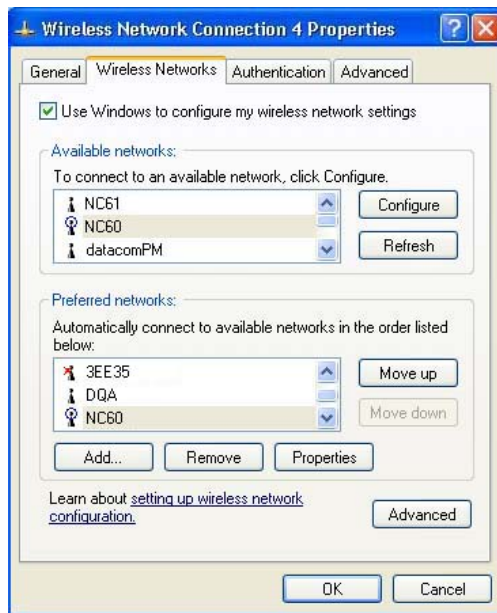 Wireless Network Connection 4 Properties
General Wireless Networks Authentication Advanced
Use Windows to configure my wireless network settings
Available networks:
To connect to an available network, click Configure.
NC61
NC60
datacomPM
Configure
Refresh
Preferred networks:
Automatically connect to available networks in the order listed
below:
3EE35
DQA
NC60
Move up
Move down
Add... Remove Properties
Learn about setting up wireless network
configuration.
Advanced
OK Cancel